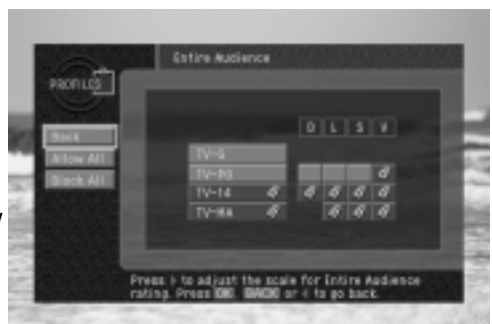 Entire Audience
PROFILES
D L S V
Back
Allow All
Block All
TV-G
TV-PG
TV-14
TV-MA
Press › to adjust the scale for Entire Audience
rating. Press OK, BACK or ‹ to go back.